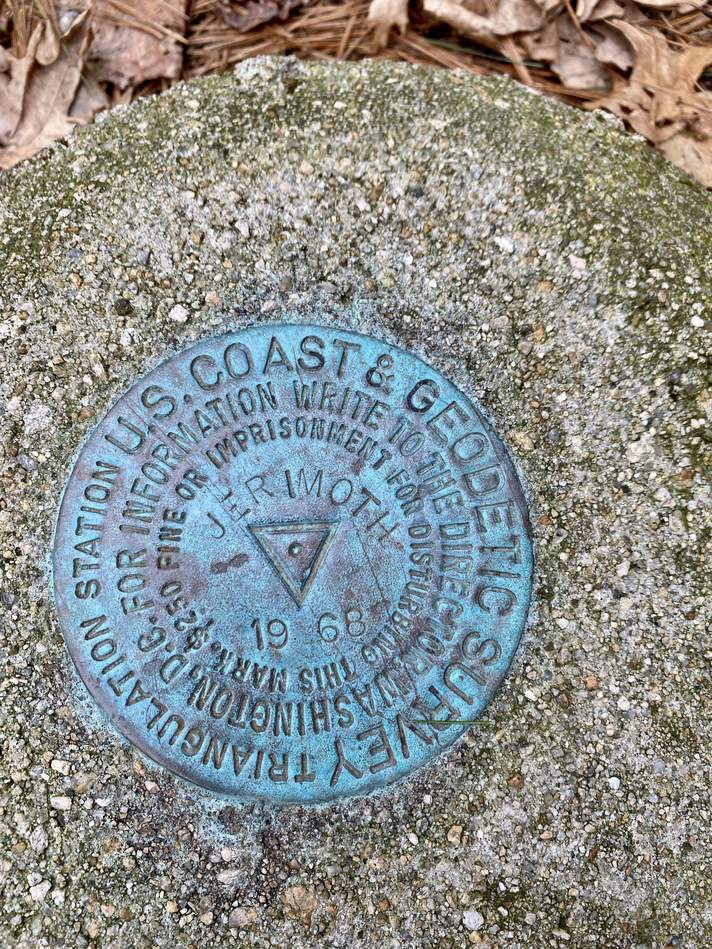 U.S. COAST & GEODETIC SURVEY
TRIANGULATION STATION
FOR INFORMATION WRITE TO THE DIRECTOR, WASHINGTON, D.C.
$250 FINE OR IMPRISONMENT FOR DISTURBING THIS MARK.
JERIMOTH
1968